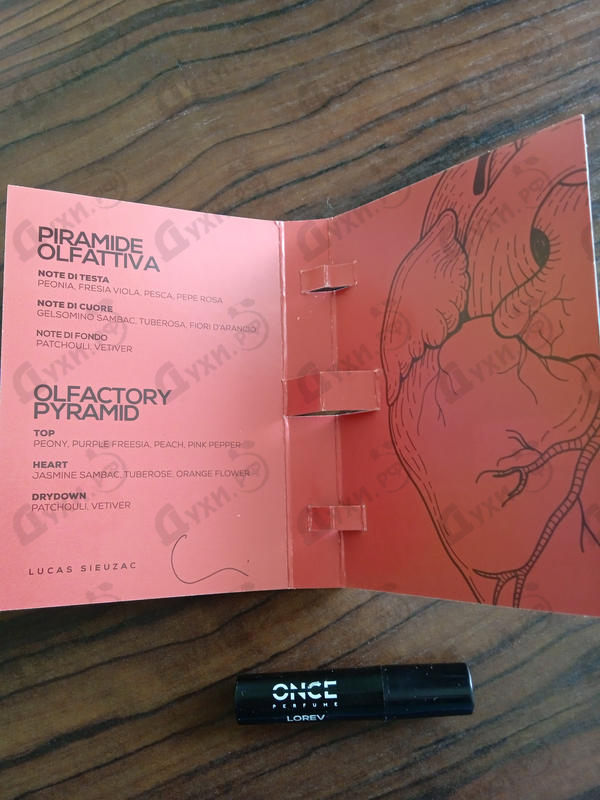 PIRAMIDE
OLFATTIVA
NOTE DI TESTA
PEONIA, FRESIA VIOLA, PESCA, PEPE ROSA
NOTE DI CUORE
GELSOMINO SAMBAC, TUBEROSA, FIORI D'ARANCIO
NOTE DI FONDO
PATCHOULI, VETIVER
OLFACTORY
PYRAMID
TOP
PEONY, PURPLE FREESIA, PEACH, PINK PEPPER
HEART
JASMINE SAMBAC, TUBEROSE, ORANGE FLOWER
DRYDOWN
PATCHOULI, VETIVER
LUCAS SIEUZAC
ONCE
PERFUME
LOREV
Духи.рф